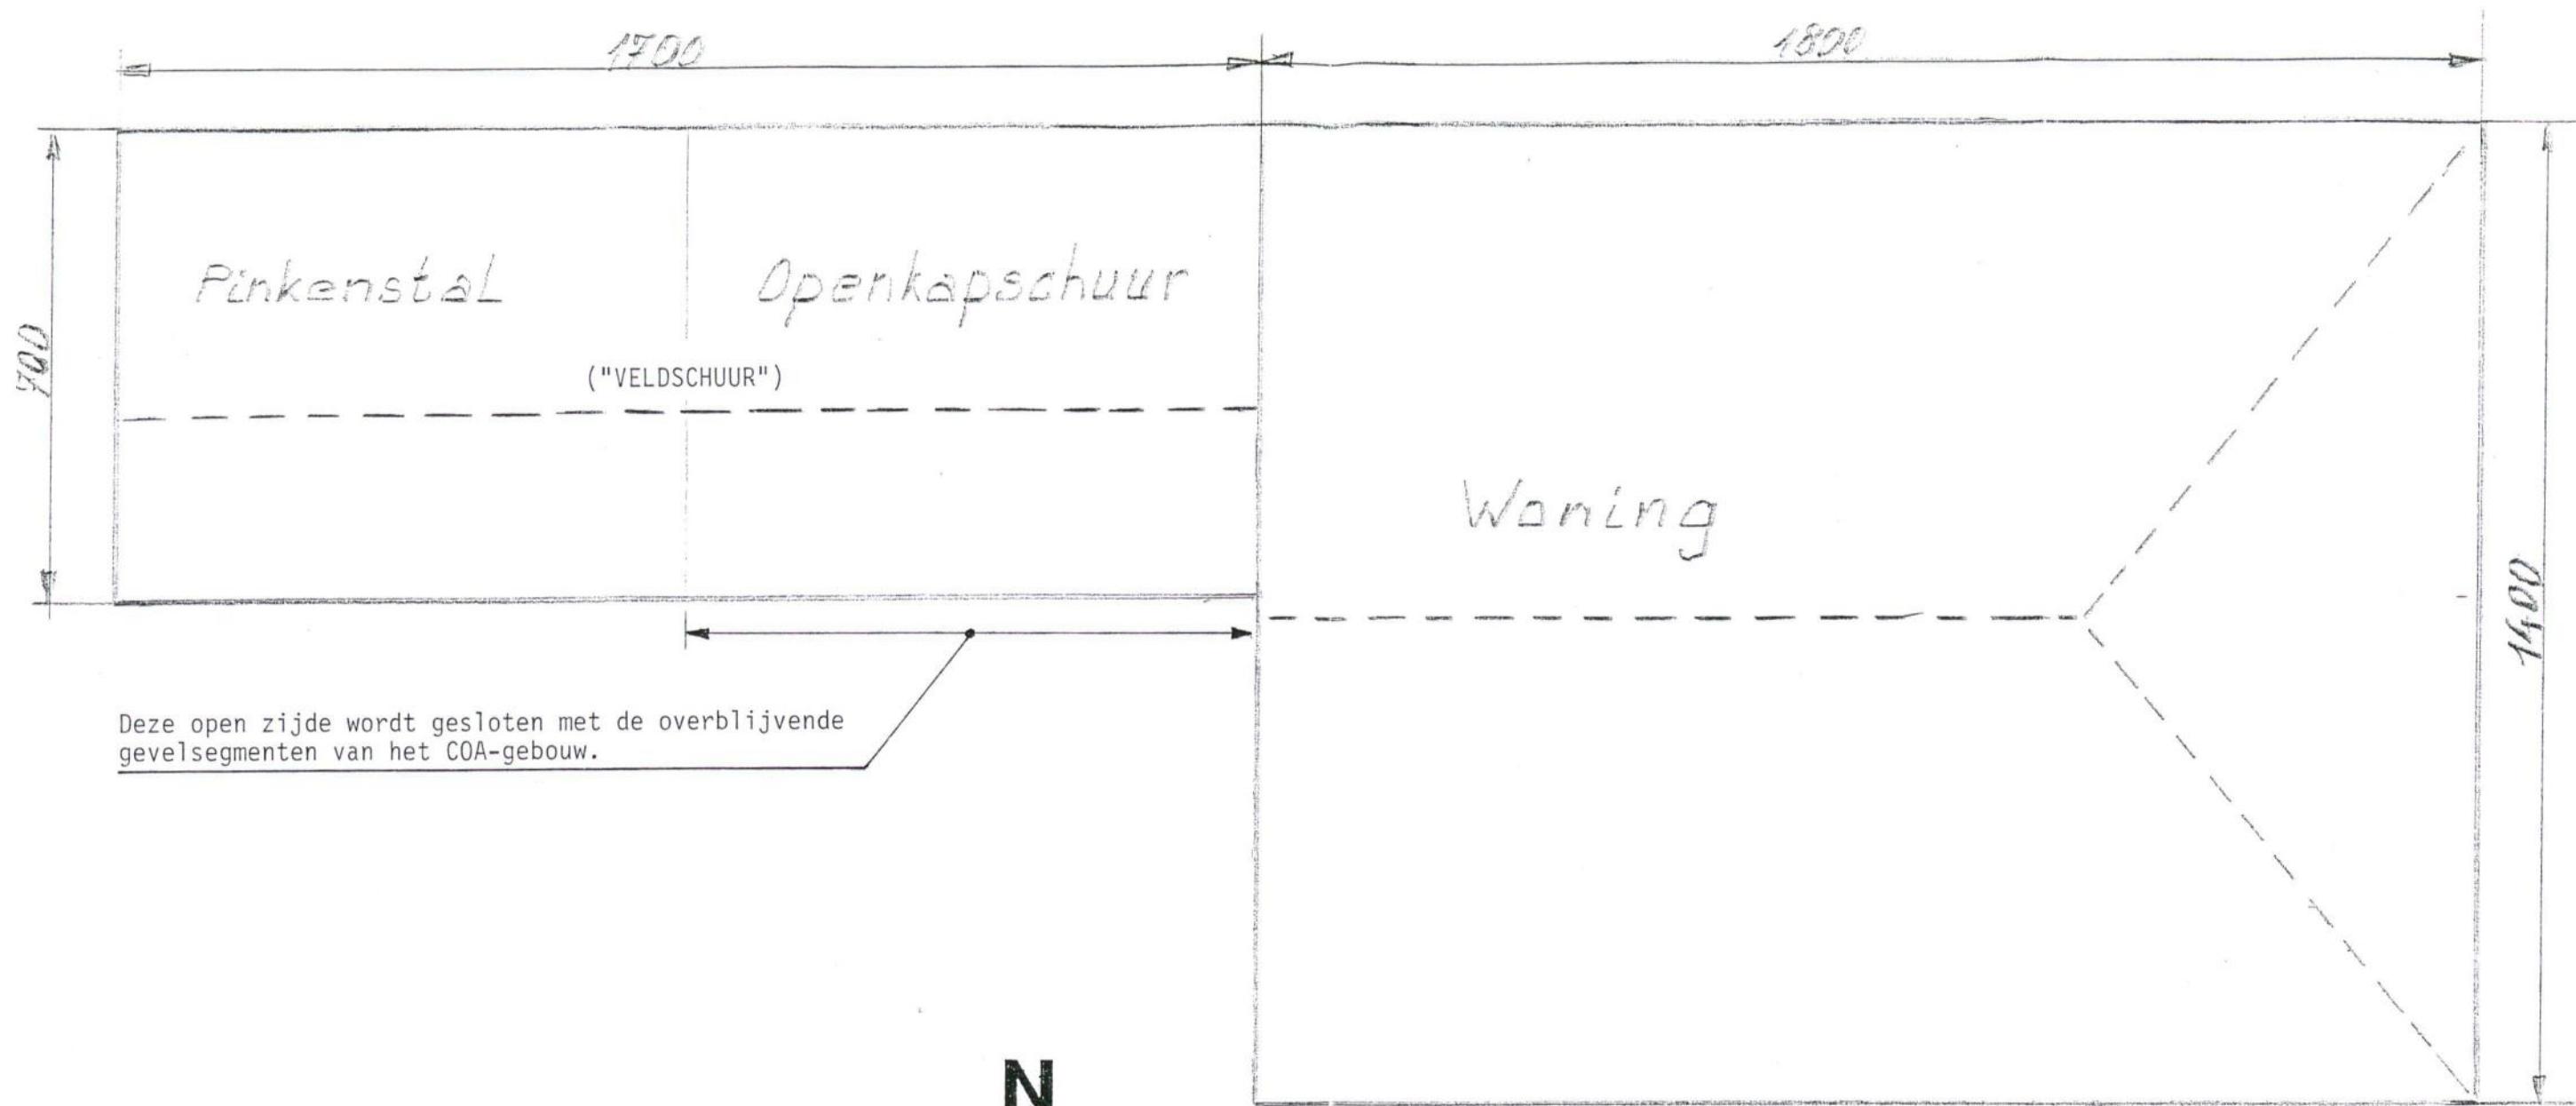 1700
1800
Pinkenstal
Openkapschuur
700
("VELDSCHUUR")
Woning
1400
Deze open zijde wordt gesloten met de overblijvende
gevelsegmenten van het COA-gebouw.
N